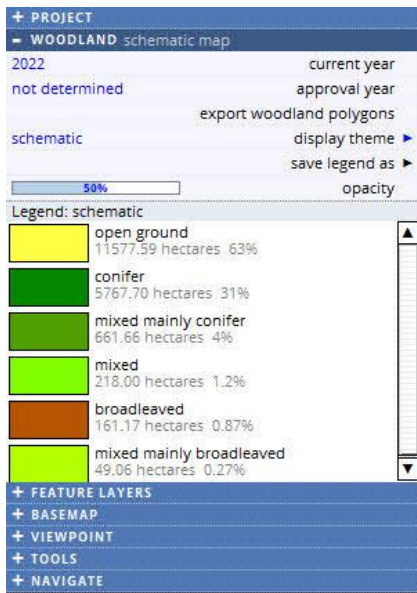 + PROJECT
- WOODLAND schematic map
2022 current year
not determined approval year
export woodland polygons
schematic display theme ►
save legend as ►
50% opacity
Legend: schematic
open ground
11577.59 hectares 63%
conifer
5767.70 hectares 31%
mixed mainly conifer
661.66 hectares 4%
mixed
218.00 hectares 1.2%
broadleaved
161.17 hectares 0.87%
mixed mainly broadleaved
49.06 hectares 0.27%
+ FEATURE LAYERS
+ BASEMAP
+ VIEWPOINT
+ TOOLS
+ NAVIGATE